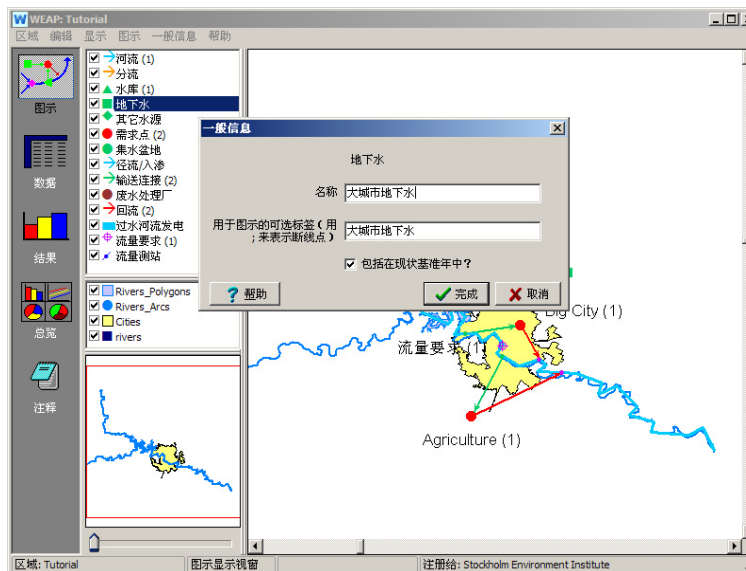 WEAP: Tutorial
区域 编辑 显示 图示 一般信息 帮助
图示
数据
结果
总览
注释
河流 (1)
分流
水库 (1)
地下水
其它水源
需求点 (2)
集水盆地
径流/入渗
输送连接 (2)
废水处理厂
回流 (2)
过水河流发电
流量要求 (1)
流量测站
Rivers_Polygons
Rivers_Arcs
Cities
rivers
一般信息
地下水
名称 大城市地下水
用于图示的可选标签 (用
;来表示断线点) 大城市地下水
包括在现状基准年中?
帮助 完成 取消
Big City (1)
流量要求 (1)
Agriculture (1)
区域: Tutorial 图示显示视窗 注册给: Stockholm Environment Institute